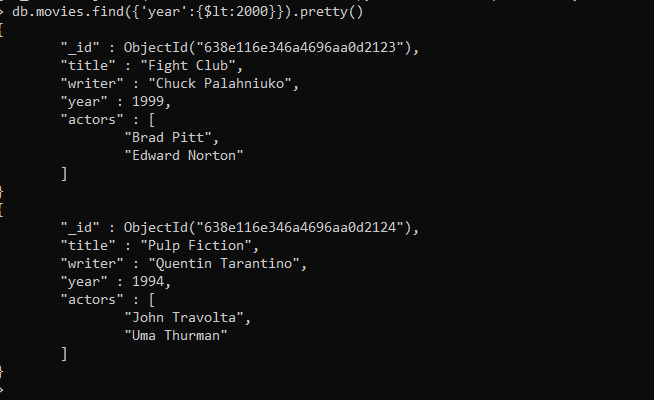 > db.movies.find({'year':{$lt:2000}}).pretty()
{
"_id" : ObjectId("638e116e346a4696aa0d2123"),
"title" : "Fight Club",
"writer" : "Chuck Palahniuko",
"year" : 1999,
"actors" : [
"Brad Pitt",
"Edward Norton"
]
}
{
"_id" : ObjectId("638e116e346a4696aa0d2124"),
"title" : "Pulp Fiction",
"writer" : "Quentin Tarantino",
"year" : 1994,
"actors" : [
"John Travolta",
"Uma Thurman"
]
}
>